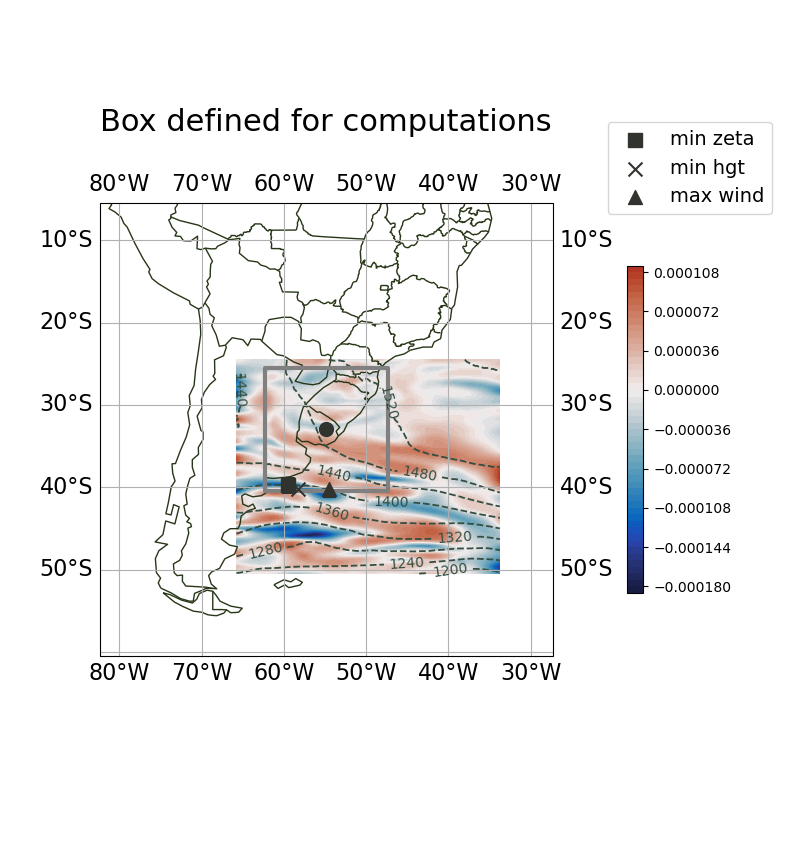 Box defined for computations
min zeta
min hgt
max wind
80°W 70°W 60°W 50°W 40°W 30°W
10°S 10°S
20°S 20°S
30°S 30°S
40°S 40°S
50°S 50°S
80°W 70°W 60°W 50°W 40°W 30°W
1440
1520
1440
1480
1400
1360
1320
1280
1240
1200
0.000108
0.000072
0.000036
0.000000
−0.000036
−0.000072
−0.000108
−0.000144
−0.000180